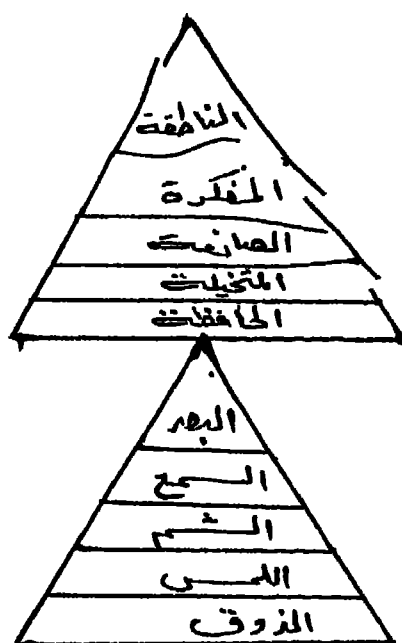 الناطقة
المفكرة
الصانعة
المتخيلة
الحافظة
البصر
السمع
الشم
اللمس
الذوق